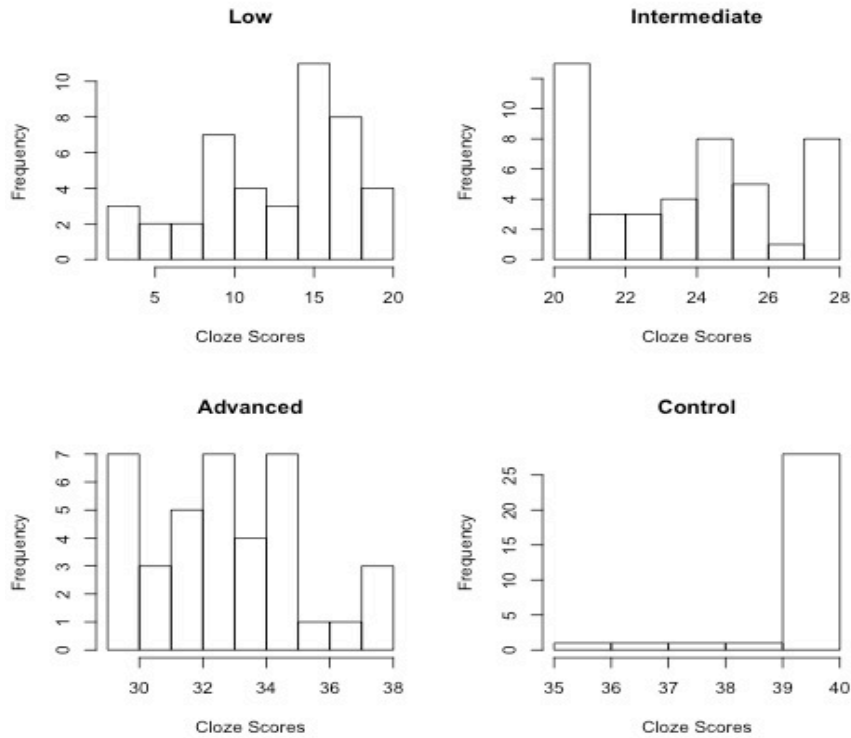 Low
Frequency
0 2 4 6 8 10
5 10 15 20
Cloze Scores
Intermediate
Frequency
0 2 4 6 8 10
20 22 24 26 28
Cloze Scores
Advanced
Frequency
0 1 2 3 4 5 6 7
30 32 34 36 38
Cloze Scores
Control
Frequency
0 5 10 15 20 25
35 36 37 38 39 40
Cloze Scores